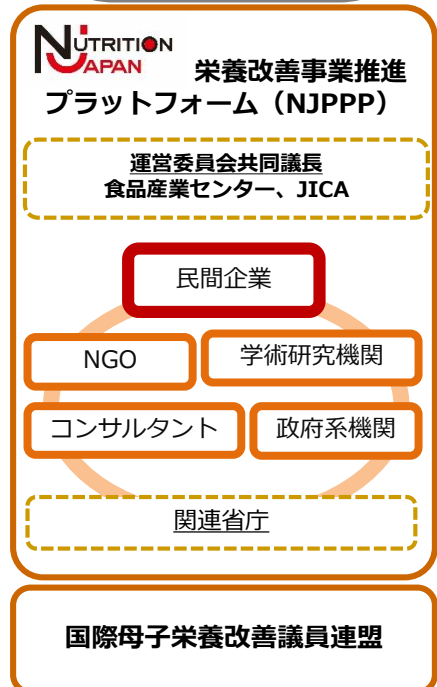 NUTRITION
JAPAN
栄養改善事業推進
プラットフォーム（NJPPP）
運営委員会共同議長
食品産業センター、JICA
民間企業
NGO
学術研究機関
コンサルタント
政府系機関
関連省庁
国際母子栄養改善議員連盟